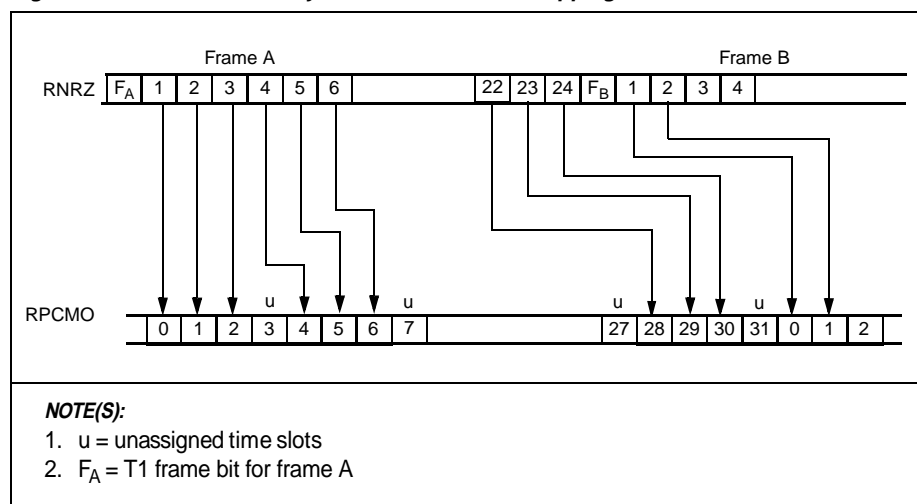 Frame A Frame B
RNRZ FA 1 2 3 4 5 6 22 23 24 FB 1 2 3 4
u u u u
RPCMO 0 1 2 3 4 5 6 7 27 28 29 30 31 0 1 2
NOTE(S):
1. u = unassigned time slots
2. FA = T1 frame bit for frame A